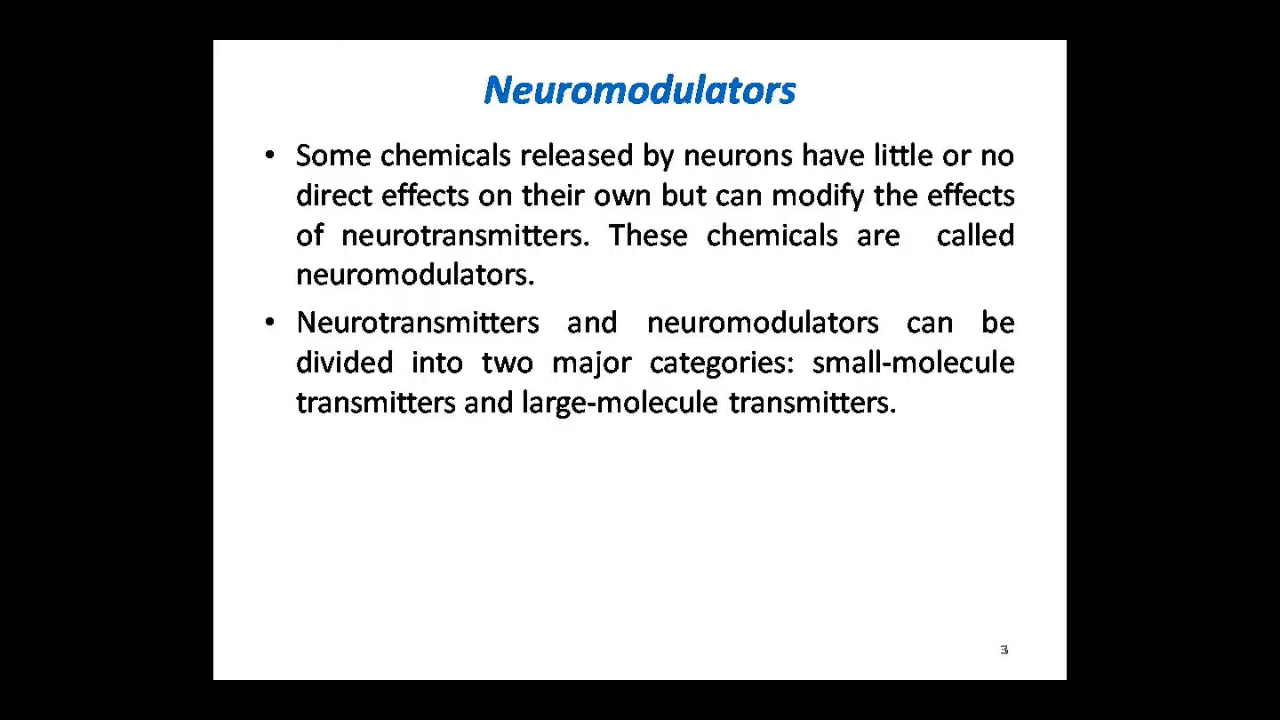 Neuromodulators
• Some chemicals released by neurons have little or no
direct effects on their own but can modify the effects
of neurotransmitters. These chemicals are called
neuromodulators.
• Neurotransmitters and neuromodulators can be
divided into two major categories: small-molecule
transmitters and large-molecule transmitters.
3